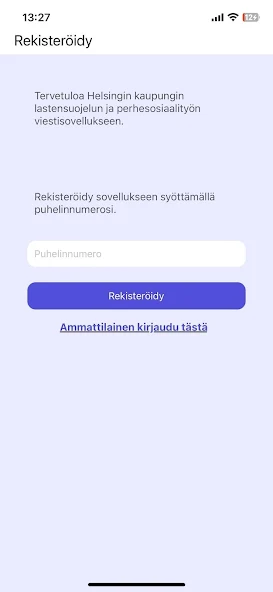 13:27
12
Rekisteröidy
Tervetuloa Helsingin kaupungin
lastensuojelun ja perhesosiaalityön
viestisovellukseen.
Rekisteröidy sovellukseen syöttämällä
puhelinnumerosi.
Puhelinnumero
Rekisteröidy
Ammattilainen kirjaudu tästä